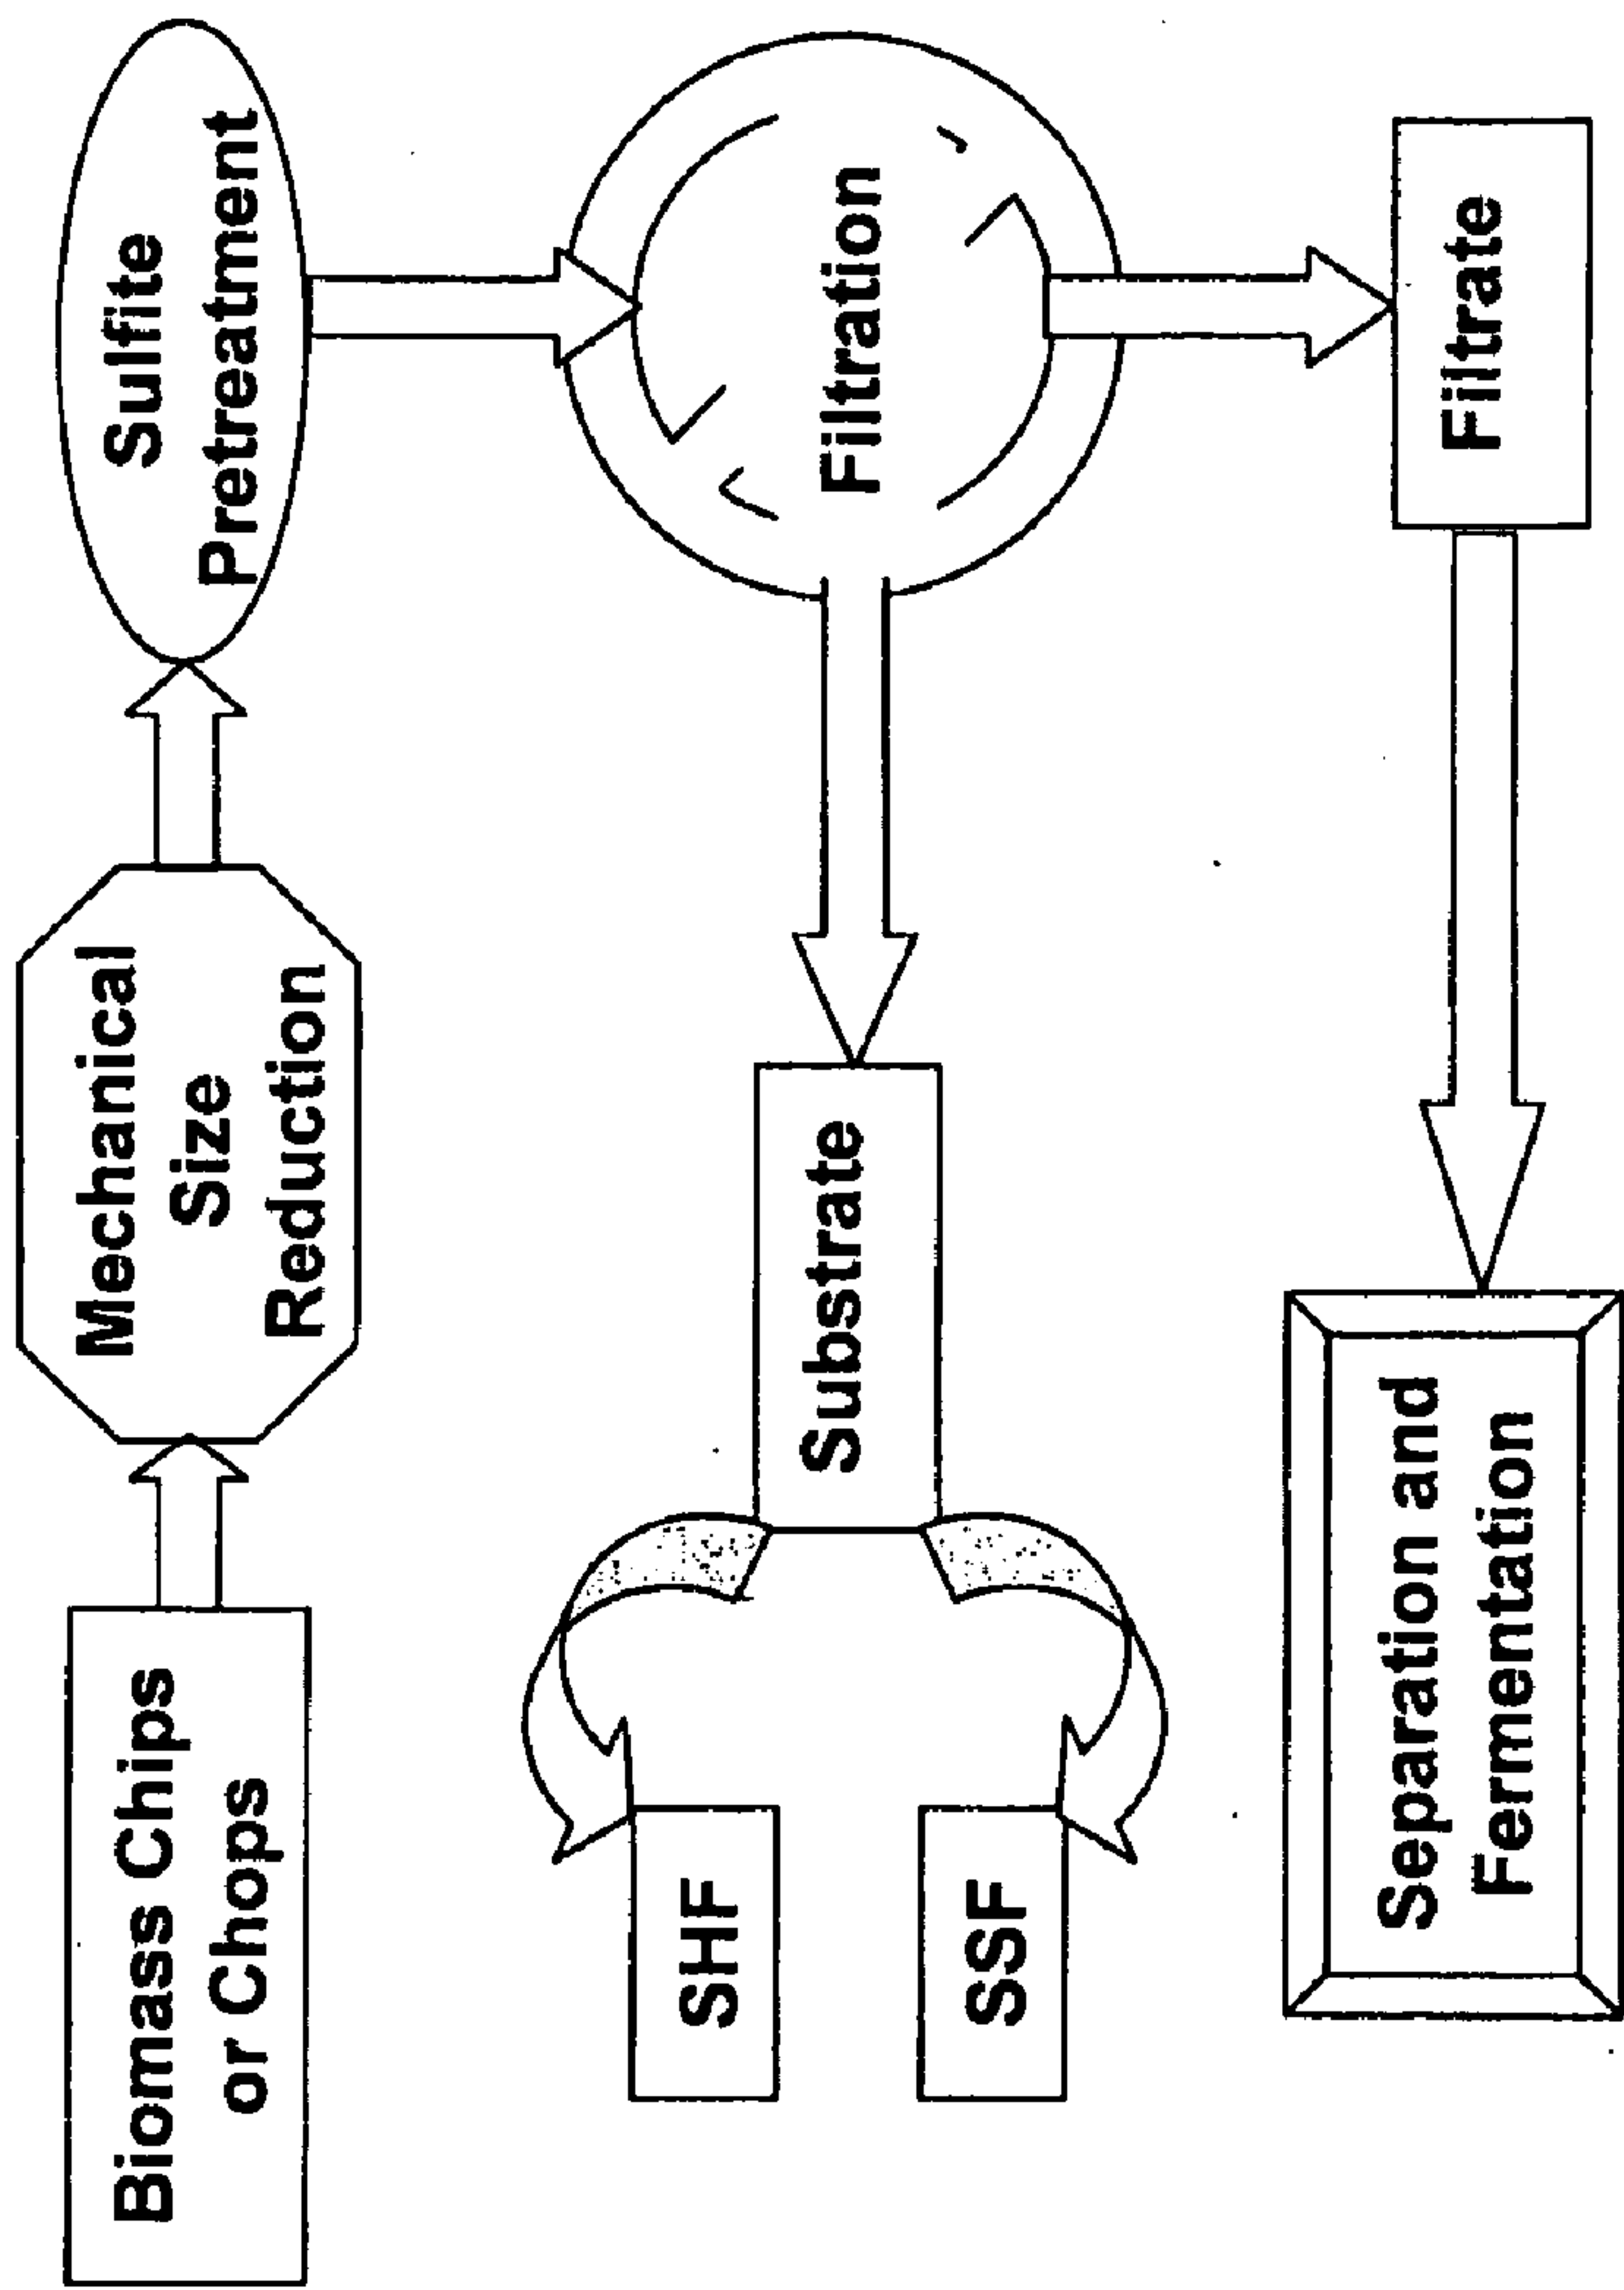 Biomass Chips
or Chops
Mechanical
Size
Reduction
Sulfite
Pretreatment
Filtration
Substrate
SHF
SSF
Filtrate
Separation and
Fermentation